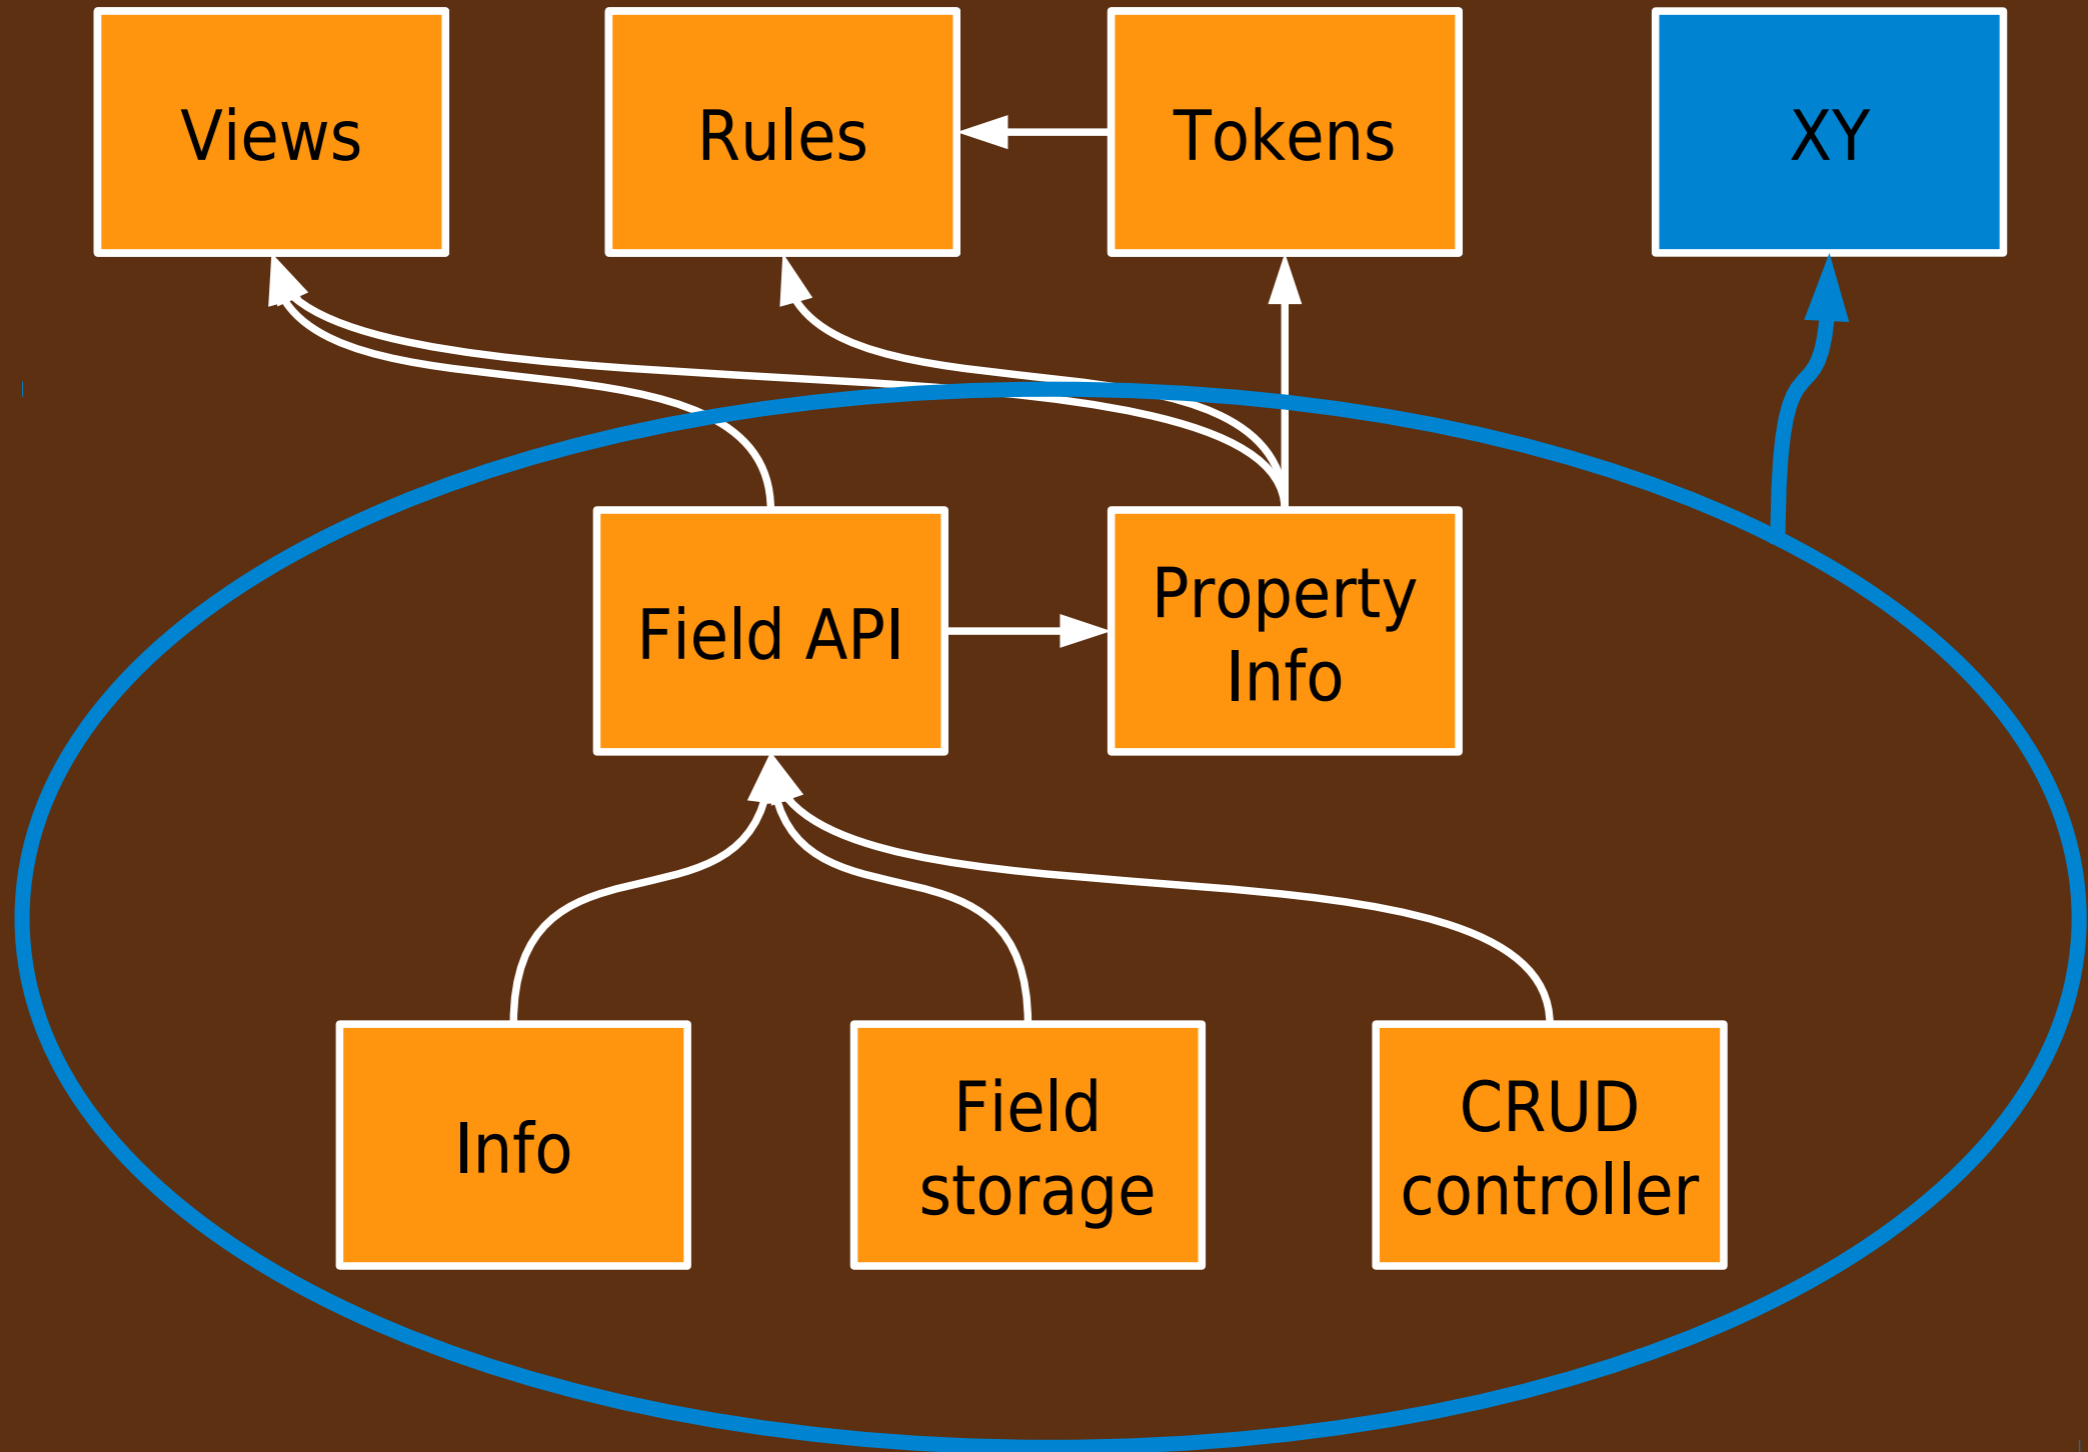 Views
Rules
Tokens
XY
Field API
Property
Info
Info
Field
storage
CRUD
controller